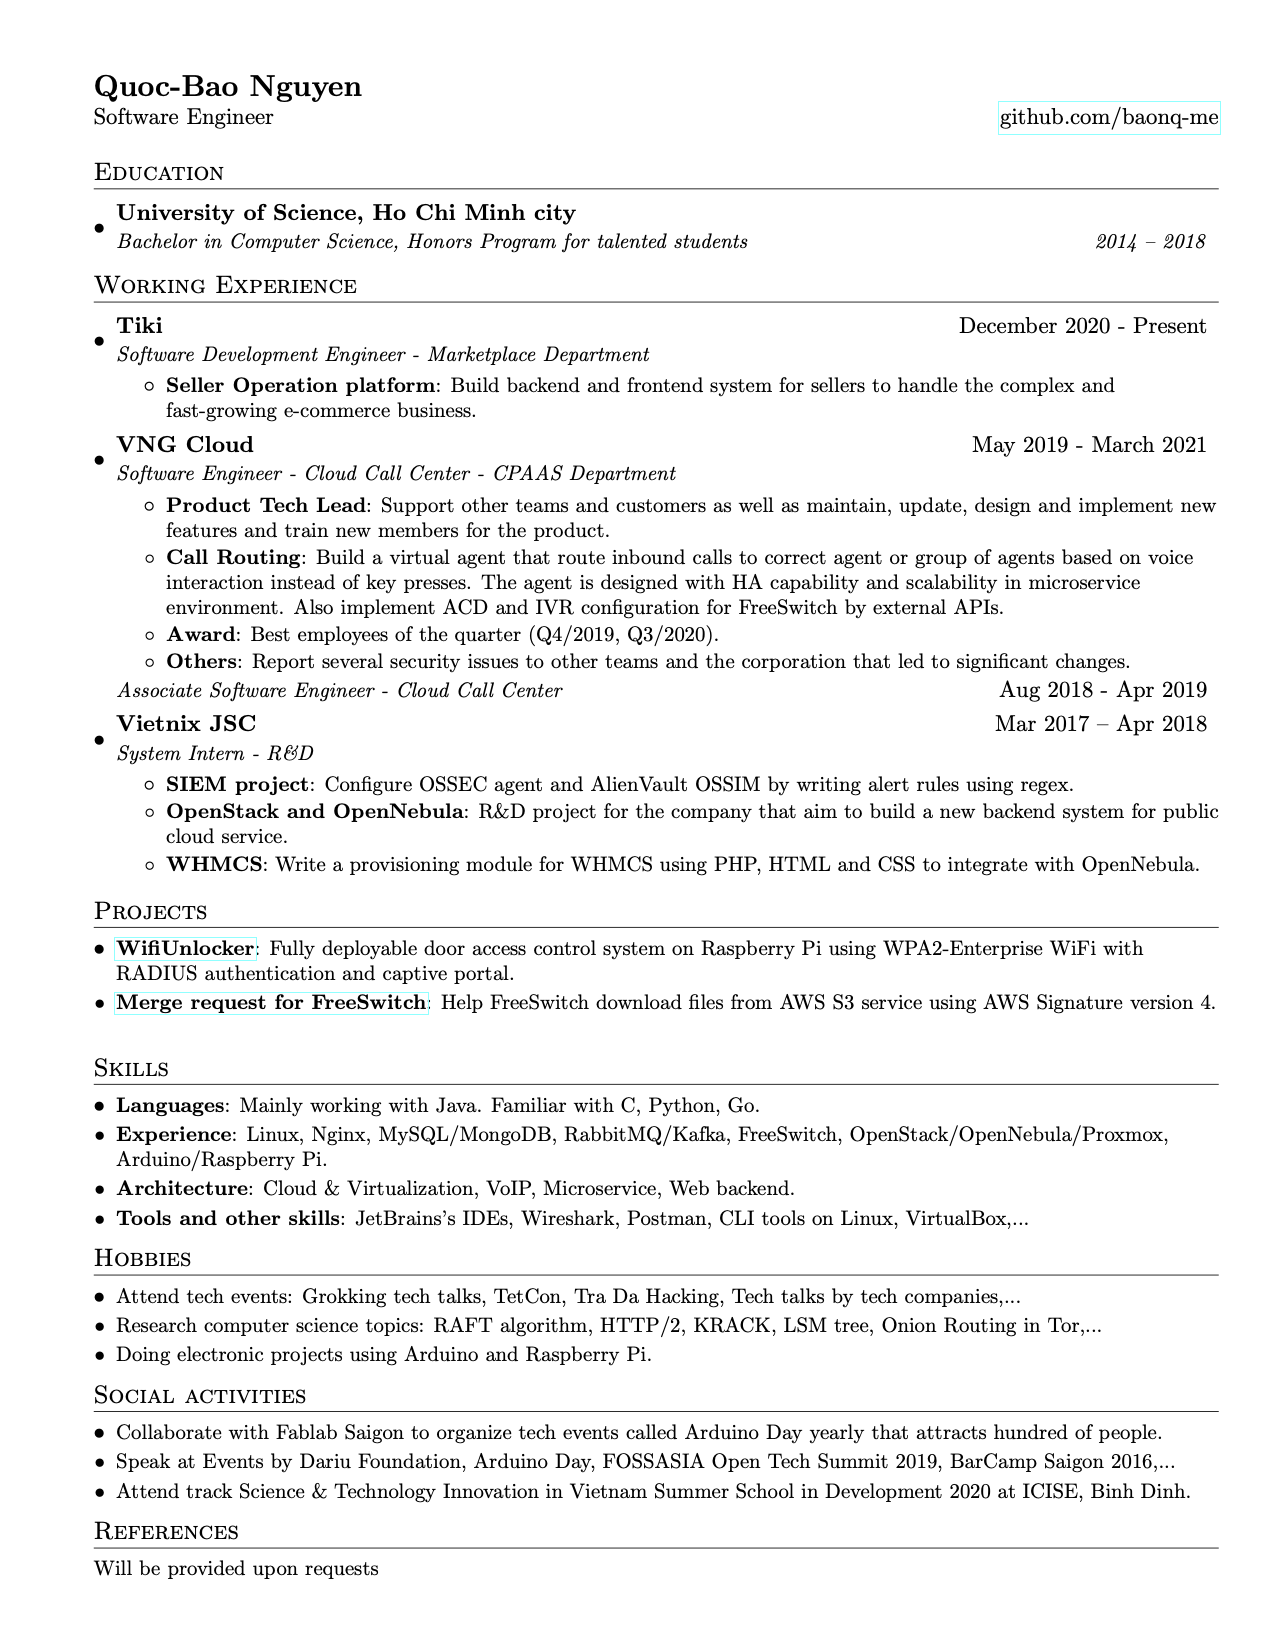 Quoc-Bao Nguyen
Software Engineer github.com/baonq-me
Education
• University of Science, Ho Chi Minh city
Bachelor in Computer Science, Honors Program for talented students 2014 – 2018
Working Experience
• Tiki December 2020 - Present
Software Development Engineer - Marketplace Department
◦ Seller Operation platform: Build backend and frontend system for sellers to handle the complex and
fast-growing e-commerce business.
• VNG Cloud May 2019 - March 2021
Software Engineer - Cloud Call Center - CPAAS Department
◦ Product Tech Lead: Support other teams and customers as well as maintain, update, design and implement new
features and train new members for the product.
◦ Call Routing: Build a virtual agent that route inbound calls to correct agent or group of agents based on voice
interaction instead of key presses. The agent is designed with HA capability and scalability in microservice
environment. Also implement ACD and IVR configuration for FreeSwitch by external APIs.
◦ Award: Best employees of the quarter (Q4/2019, Q3/2020).
◦ Others: Report several security issues to other teams and the corporation that led to significant changes.
Associate Software Engineer - Cloud Call Center Aug 2018 - Apr 2019
• Vietnix JSC Mar 2017 – Apr 2018
System Intern - R&D
◦ SIEM project: Configure OSSEC agent and AlienVault OSSIM by writing alert rules using regex.
◦ OpenStack and OpenNebula: R&D project for the company that aim to build a new backend system for public
cloud service.
◦ WHMCS: Write a provisioning module for WHMCS using PHP, HTML and CSS to integrate with OpenNebula.
Projects
• WifiUnlocker: Fully deployable door access control system on Raspberry Pi using WPA2-Enterprise WiFi with
RADIUS authentication and captive portal.
• Merge request for FreeSwitch: Help FreeSwitch download files from AWS S3 service using AWS Signature version 4.
Skills
• Languages: Mainly working with Java. Familiar with C, Python, Go.
• Experience: Linux, Nginx, MySQL/MongoDB, RabbitMQ/Kafka, FreeSwitch, OpenStack/OpenNebula/Proxmox,
Arduino/Raspberry Pi.
• Architecture: Cloud & Virtualization, VoIP, Microservice, Web backend.
• Tools and other skills: JetBrains's IDEs, Wireshark, Postman, CLI tools on Linux, VirtualBox,...
Hobbies
• Attend tech events: Grokking tech talks, TetCon, Tra Da Hacking, Tech talks by tech companies,...
• Research computer science topics: RAFT algorithm, HTTP/2, KRACK, LSM tree, Onion Routing in Tor,...
• Doing electronic projects using Arduino and Raspberry Pi.
Social activities
• Collaborate with Fablab Saigon to organize tech events called Arduino Day yearly that attracts hundred of people.
• Speak at Events by Dariu Foundation, Arduino Day, FOSSASIA Open Tech Summit 2019, BarCamp Saigon 2016,...
• Attend track Science & Technology Innovation in Vietnam Summer School in Development 2020 at ICISE, Binh Dinh.
References
Will be provided upon requests